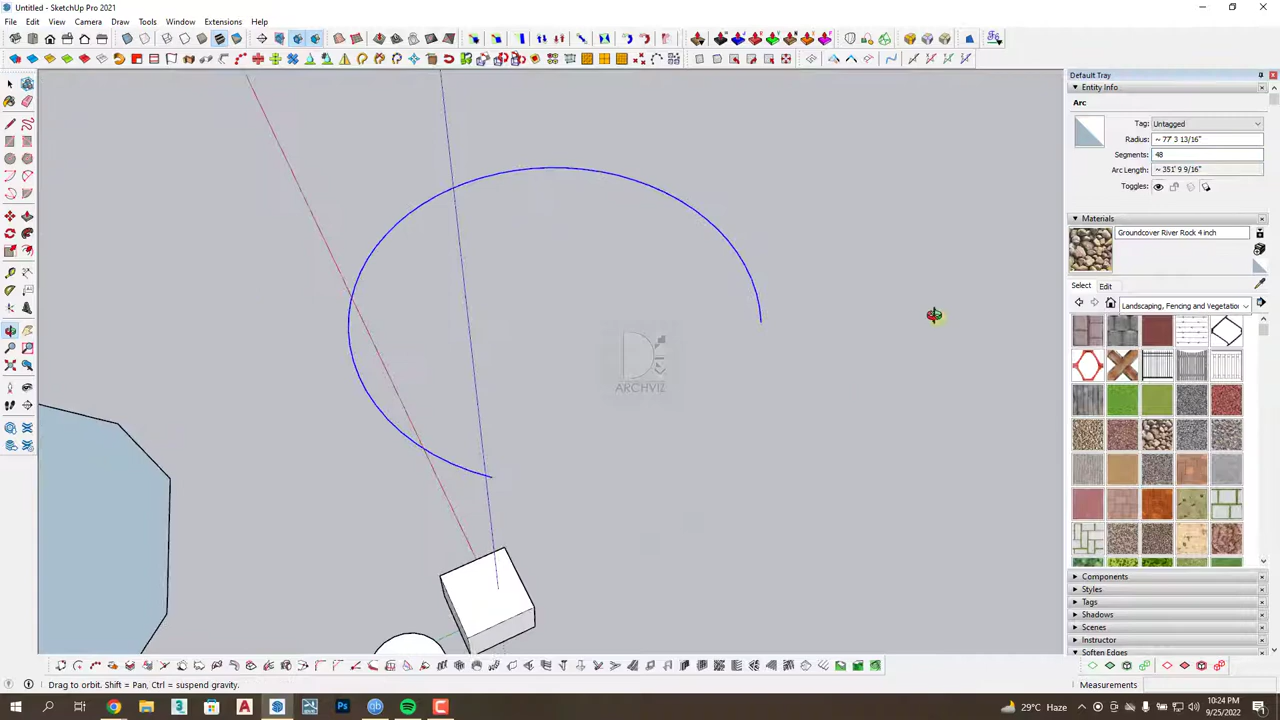 Untitled - SketchUp Pro 2021
File Edit View Camera Draw Tools Window Extensions Help
Default Tray
Entity Info
Arc
Tag: Untagged
Radius: ~ 77' 3 13/16"
Segments: 48
Arc Length: ~ 351' 9 9/16"
Toggles:
Materials
Groundcover River Rock 4 inch
Select Edit
Landscaping, Fencing and Vegetation
ARCHVIZ
Components
Styles
Tags
Shadows
Scenes
Instructor
Soften Edges
Drag to orbit. Shift = Pan, Ctrl = suspend gravity.
Measurements
29°C Haze
10:24 PM
9/25/2022